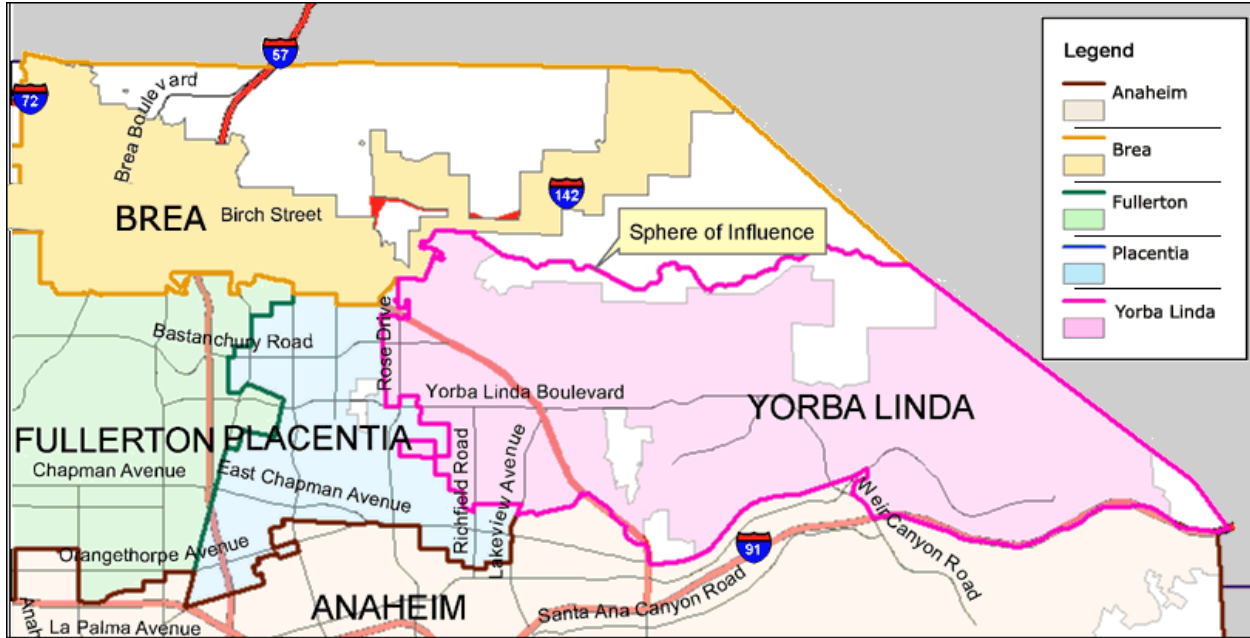 57
72
Brea Boulevard
BREA
Birch Street
142
Sphere of Influence
Legend
Anaheim
Brea
Fullerton
Placentia
Yorba Linda
Bastanchury Road
Rose Drive
Yorba Linda Boulevard
YORBA LINDA
FULLERTON
PLACENTIA
Chapman Avenue
East Chapman Avenue
Richfield Road
Lakeview Avenue
Weir Canyon Road
Orangethorpe Avenue
91
Santa Ana Canyon Road
ANAHEIM
Anah
La Palma Avenue